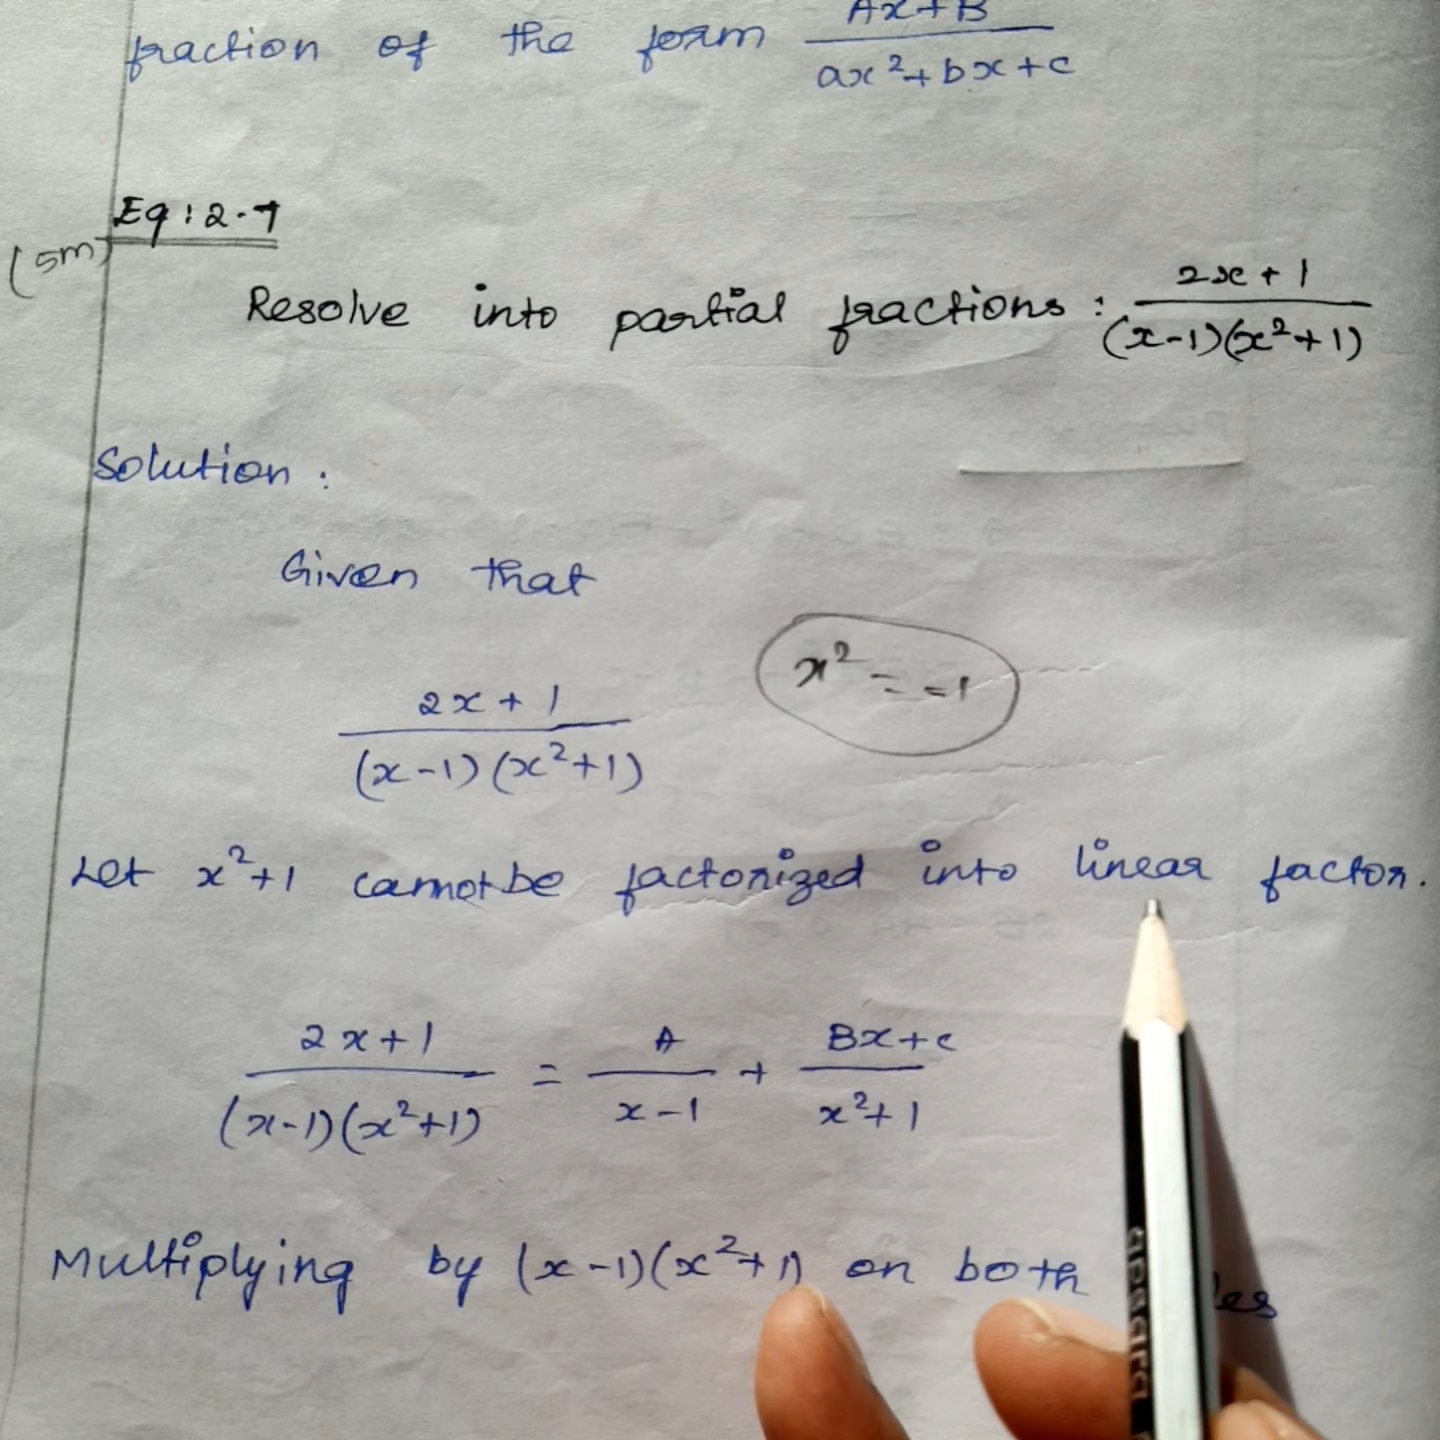 fraction of the form Ax+B / ax²+bx+c
Eg : 2.7
(5m)
Resolve into partial fractions : 2x+1 / (x-1)(x²+1)
Solution :
Given that
x² = -1
2x+1 / (x-1)(x²+1)
Let x²+1 cannot be factorized into linear factor.
2x+1 / (x-1)(x²+1) = A / x-1 + Bx+c / x²+1
Multiplying by (x-1)(x²+1) on both
apsara